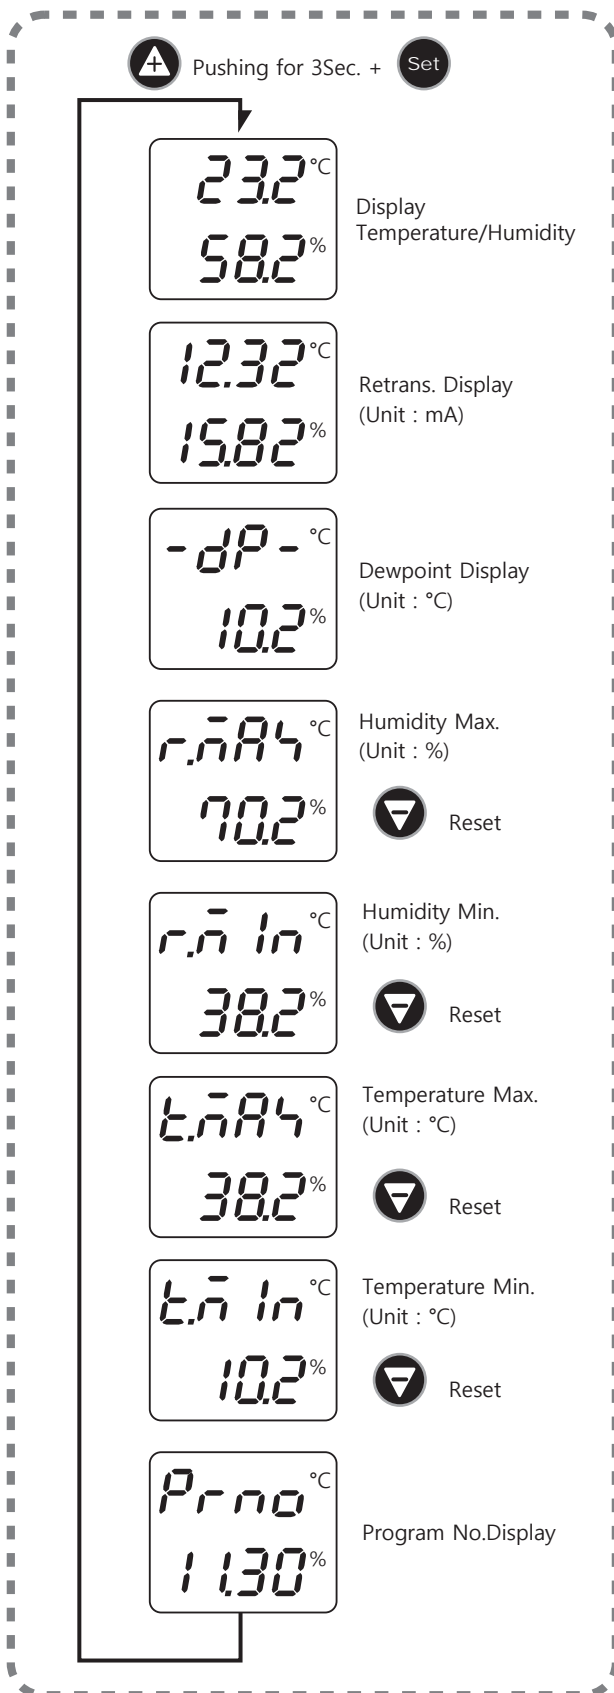 Pushing for 3Sec. + Set
23.2°C
58.2%
Display
Temperature/Humidity
12.32°C
15.82%
Retrans. Display
(Unit : mA)
-dP-°C
10.2%
Dewpoint Display
(Unit : °C)
r.mAH°C
70.2%
Humidity Max.
(Unit : %)
Reset
r.mIn°C
38.2%
Humidity Min.
(Unit : %)
Reset
t.mAH°C
38.2%
Temperature Max.
(Unit : °C)
Reset
t.mIn°C
10.2%
Temperature Min.
(Unit : °C)
Reset
Prno°C
11.30%
Program No.Display